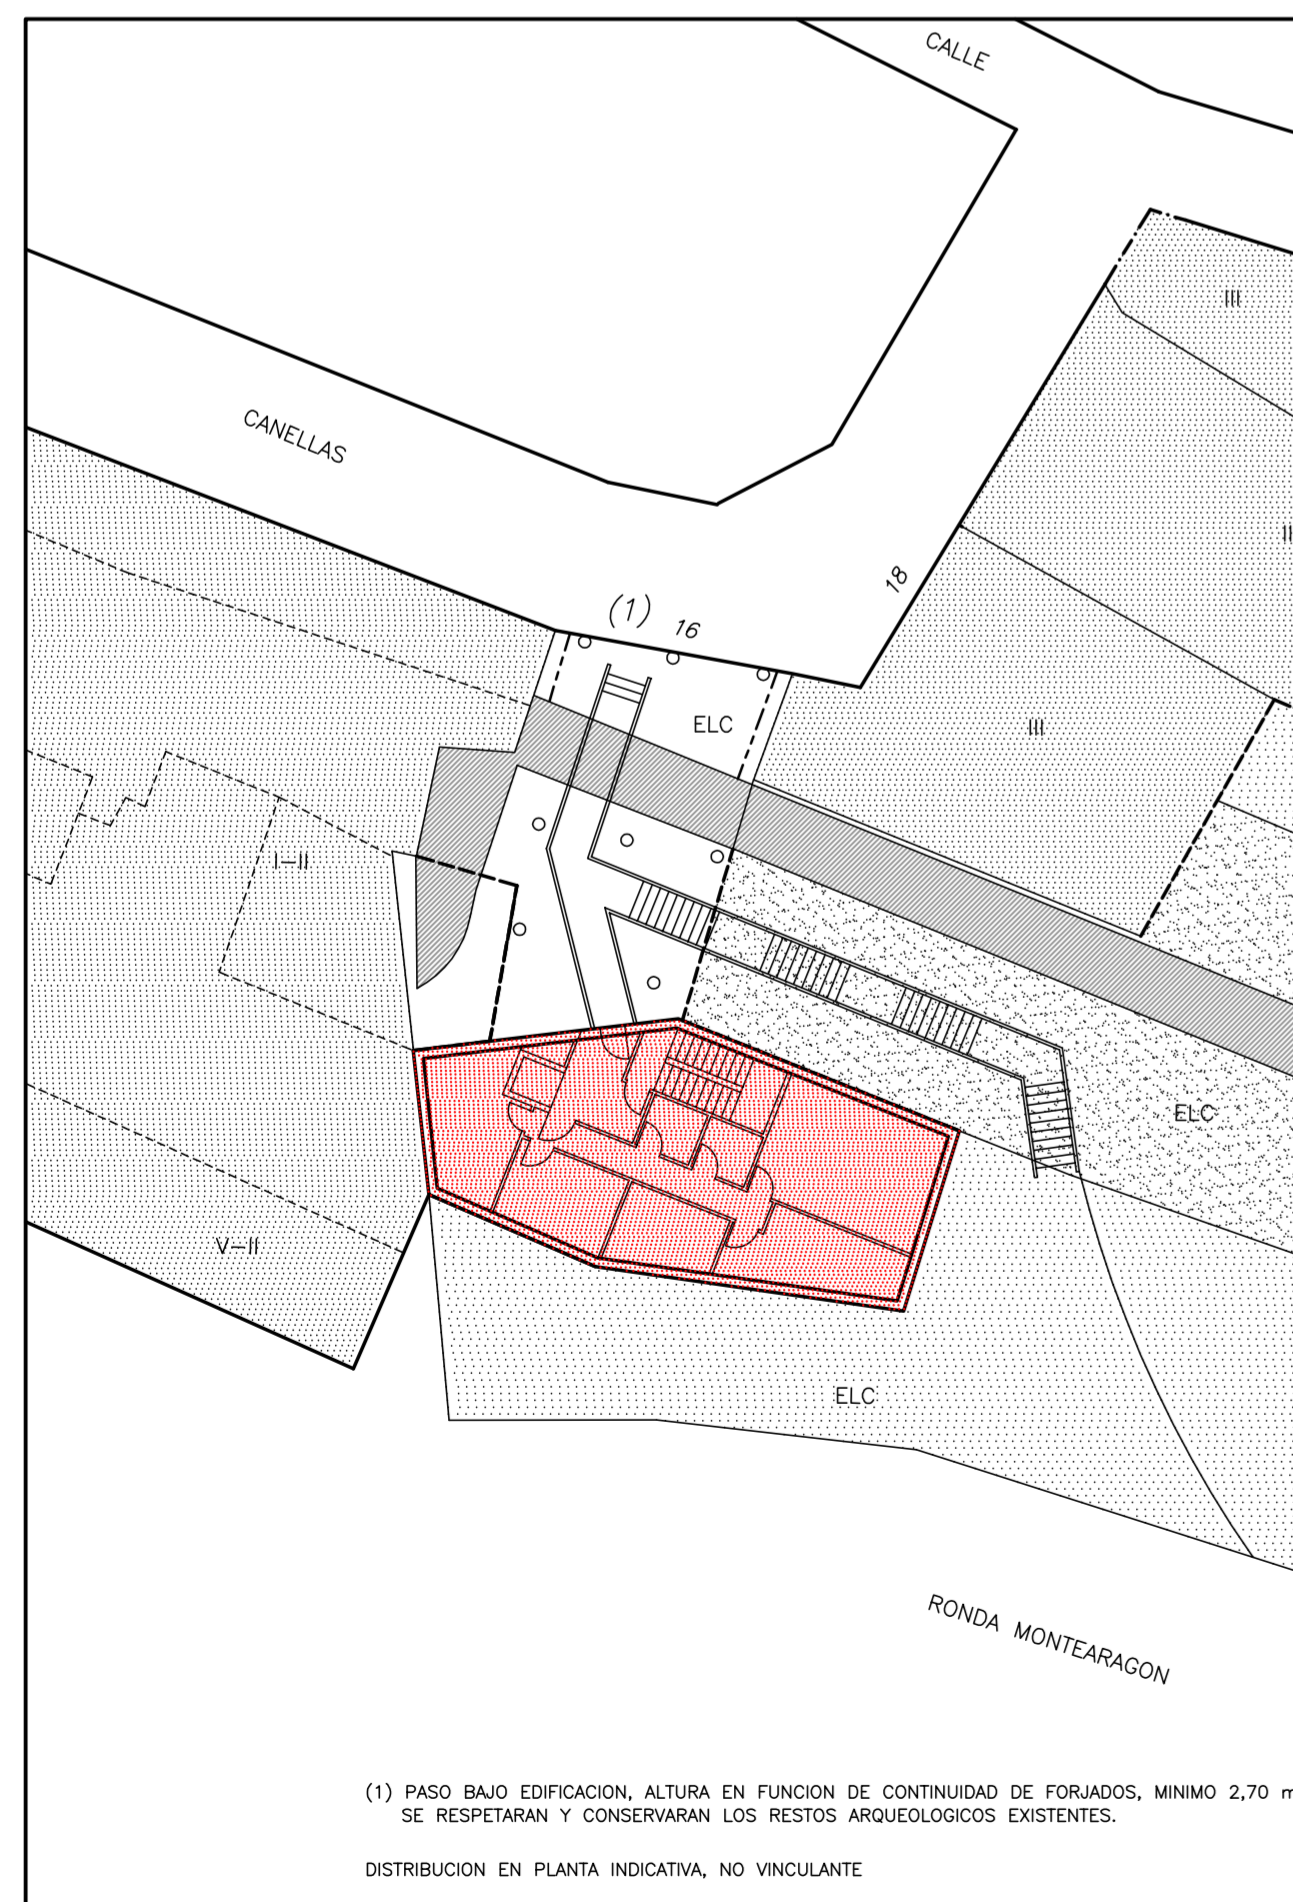 CALLE
III
CANELLAS
II
18
(1) 16
ELC
III
I-II
ELC
V-II
ELC
RONDA MONTEARAGON
(1) PASO BAJO EDIFICACION, ALTURA EN FUNCION DE CONTINUIDAD DE FORJADOS, MINIMO 2,70 m
SE RESPETARAN Y CONSERVARAN LOS RESTOS ARQUEOLOGICOS EXISTENTES.
DISTRIBUCION EN PLANTA INDICATIVA, NO VINCULANTE